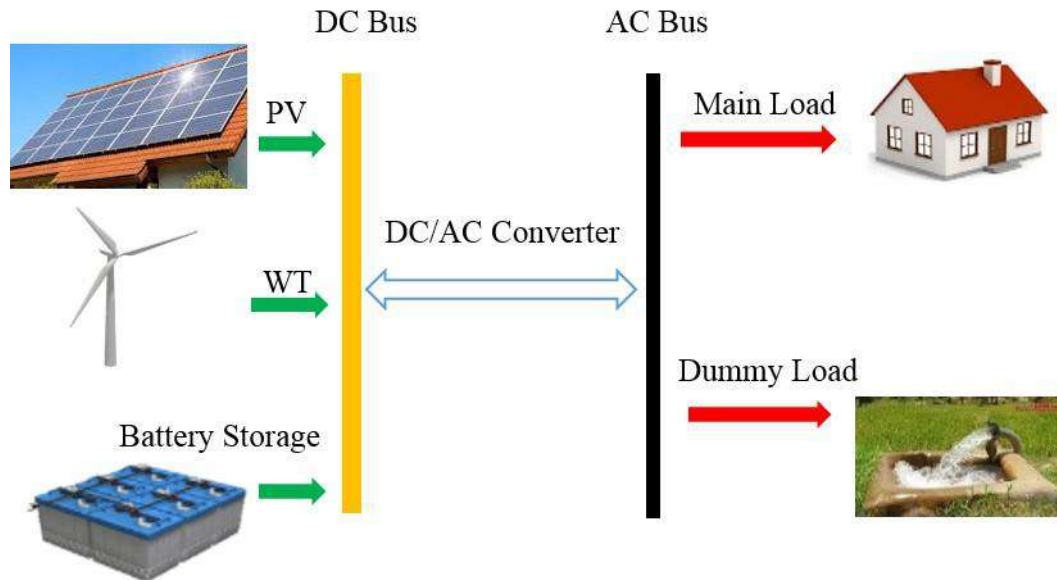 DC Bus
AC Bus
PV
Main Load
DC/AC Converter
WT
Dummy Load
Battery Storage